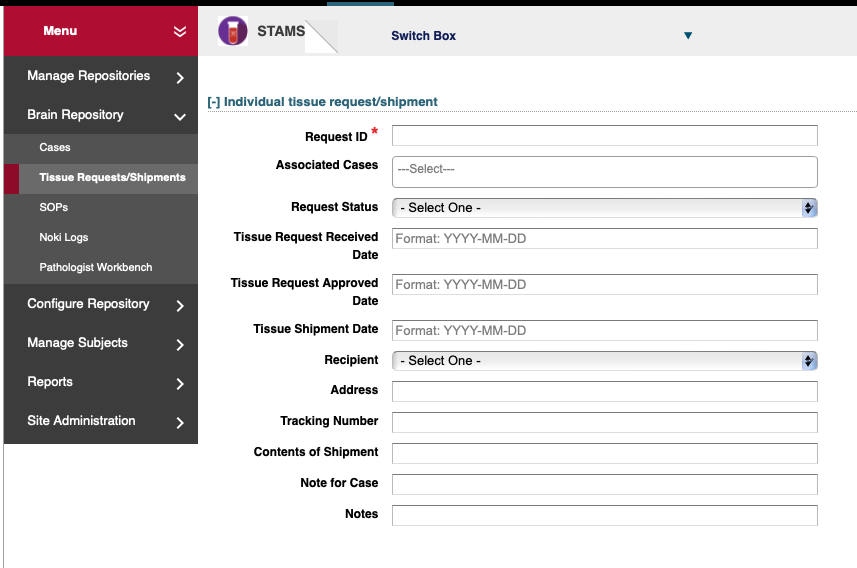 Menu
STAMS
Switch Box
Manage Repositories
Brain Repository
Cases
Tissue Requests/Shipments
SOPs
Noki Logs
Pathologist Workbench
Configure Repository
Manage Subjects
Reports
Site Administration
[-] Individual tissue request/shipment
Request ID *
Associated Cases
---Select---
Request Status
- Select One -
Tissue Request Received
Date
Format: YYYY-MM-DD
Tissue Request Approved
Date
Format: YYYY-MM-DD
Tissue Shipment Date
Format: YYYY-MM-DD
Recipient
- Select One -
Address
Tracking Number
Contents of Shipment
Note for Case
Notes